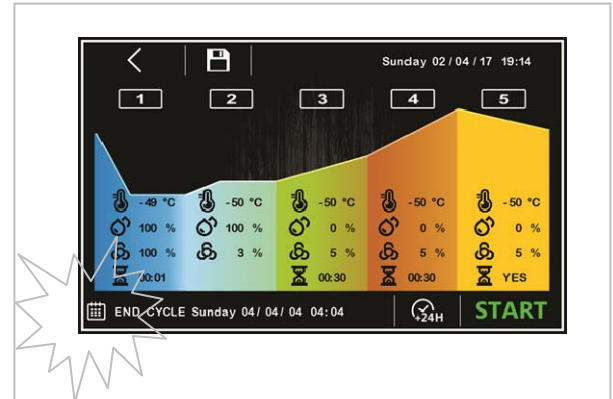 Sunday 02 / 04 / 17 19:14
1 2 3 4 5
-49 °C -50 °C -50 °C -50 °C -50 °C
100 % 100 % 0 % 0 % 0 %
100 % 3 % 5 % 5 % 5 %
00:01 00:30 00:30 YES
END CYCLE Sunday 04 / 04 / 04 04:04 +24H START